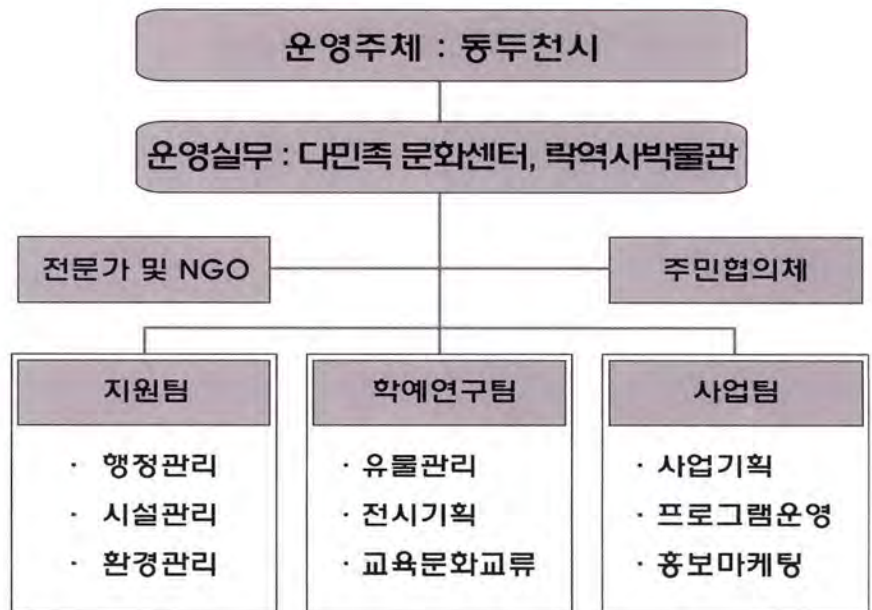 운영주체 : 동두천시
운영실무 : 다민족 문화센터, 락역사박물관
전문가 및 NGO
주민협의체
지원팀
· 행정관리
· 시설관리
· 환경관리
학예연구팀
· 유물관리
· 전시기획
· 교육문화교류
사업팀
· 사업기획
· 프로그램운영
· 홍보마케팅